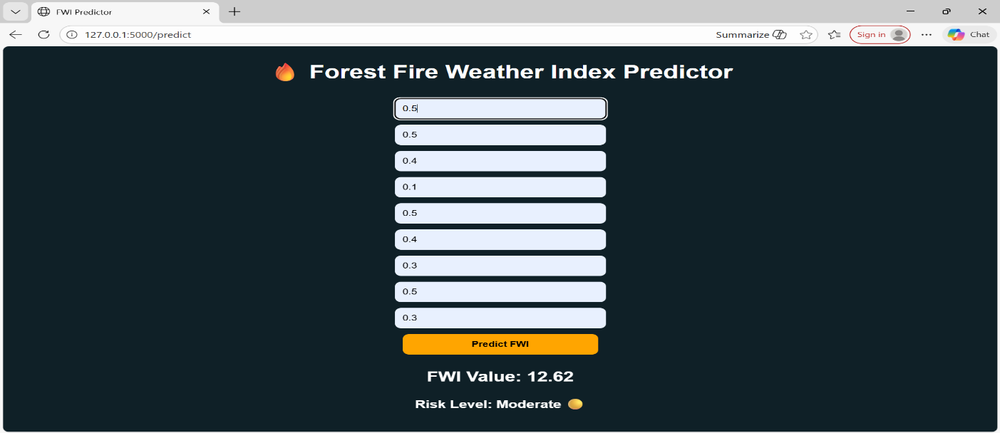 FWI Predictor
127.0.0.1:5000/predict
Summarize
Sign in
Chat
Forest Fire Weather Index Predictor
0.5
0.5
0.4
0.1
0.5
0.4
0.3
0.5
0.3
Predict FWI
FWI Value: 12.62
Risk Level: Moderate